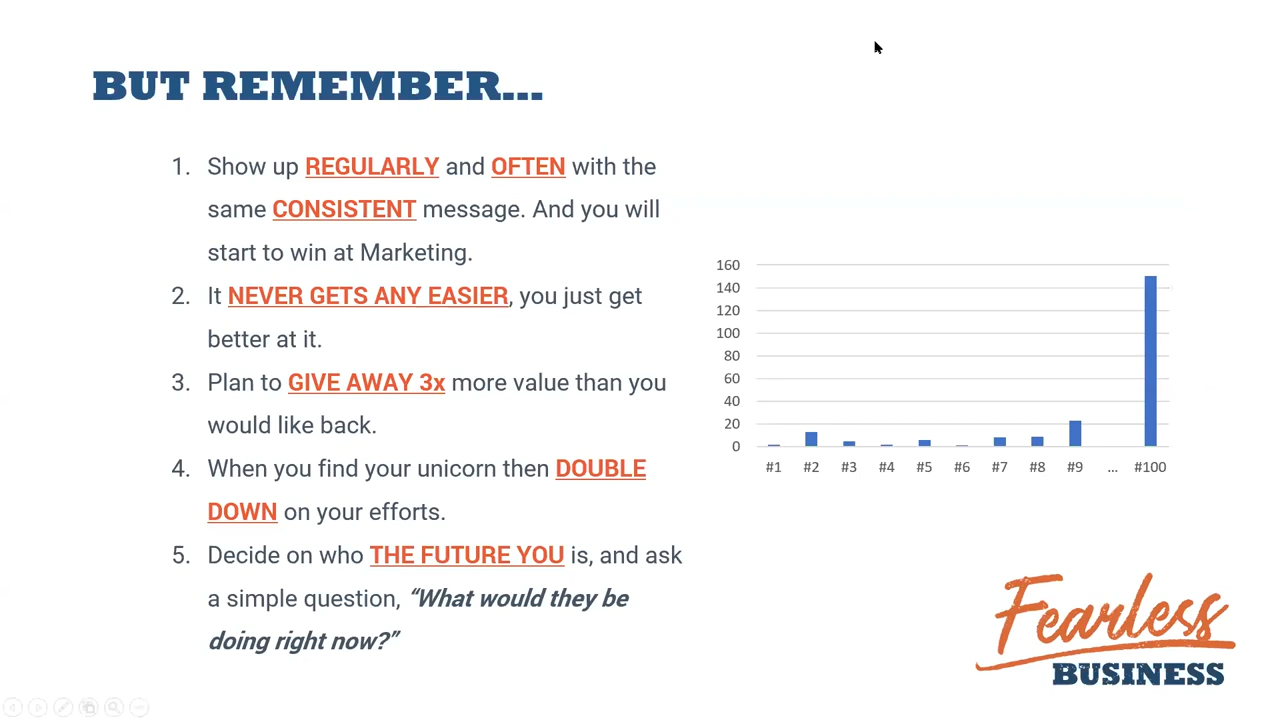 BUT REMEMBER...
1. Show up REGULARLY and OFTEN with the
same CONSISTENT message. And you will
start to win at Marketing.
2. It NEVER GETS ANY EASIER, you just get
better at it.
3. Plan to GIVE AWAY 3x more value than you
would like back.
4. When you find your unicorn then DOUBLE
DOWN on your efforts.
5. Decide on who THE FUTURE YOU is, and ask
a simple question, “What would they be
doing right now?”
160
140
120
100
80
60
40
20
0
#1 #2 #3 #4 #5 #6 #7 #8 #9 ... #100
Fearless
BUSINESS